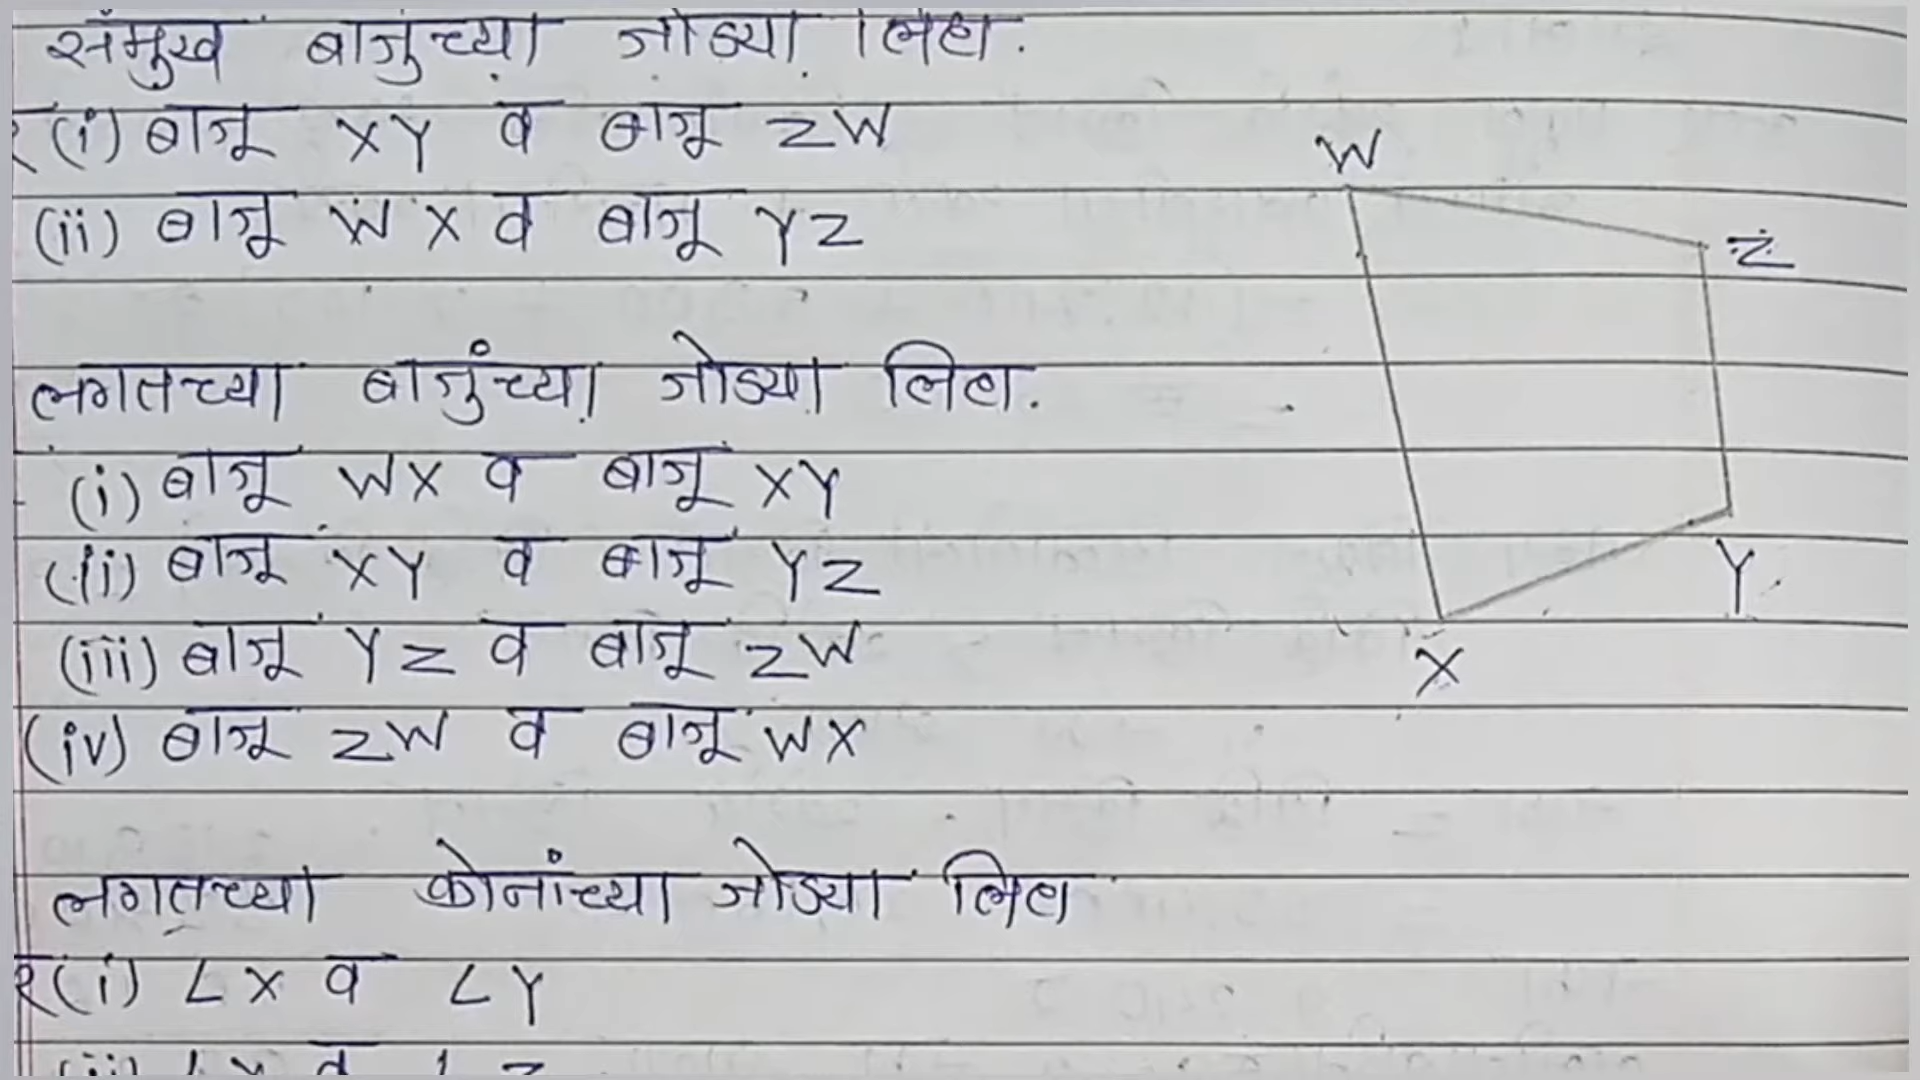 संमुख बाजुंच्या जोड्या लिहा.
(i) बाजू XY व बाजू ZW
(ii) बाजू WX व बाजू YZ
लगतच्या बाजुंच्या जोड्या लिहा.
(i) बाजू WX व बाजू XY
(ii) बाजू XY व बाजू YZ
(iii) बाजू YZ व बाजू ZW
(iv) बाजू ZW व बाजू WX
लगतच्या कोनांच्या जोड्या लिहा
(i) ∠X व ∠Y
W
Z
Y
X